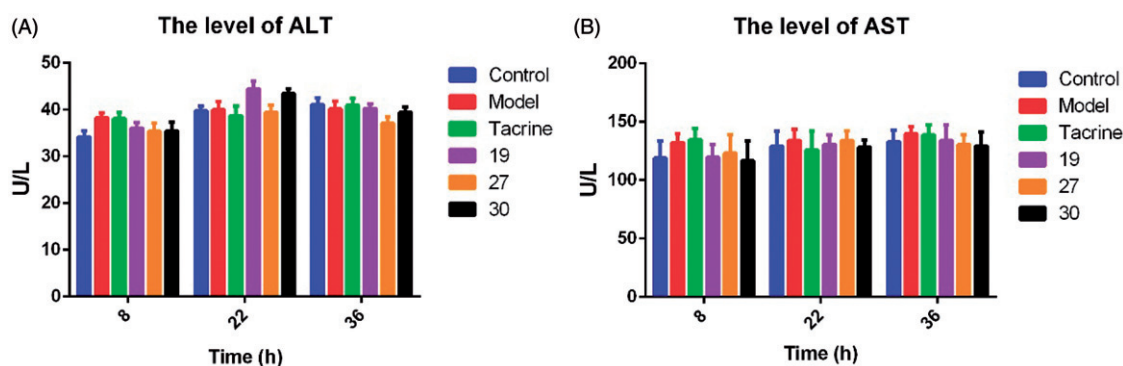 (A)
The level of ALT
50
40
30
20
10
0
U/L
8
22
36
Time (h)
Control
Model
Tacrine
19
27
30
(B)
The level of AST
200
150
100
50
0
U/L
8
22
36
Time (h)
Control
Model
Tacrine
19
27
30